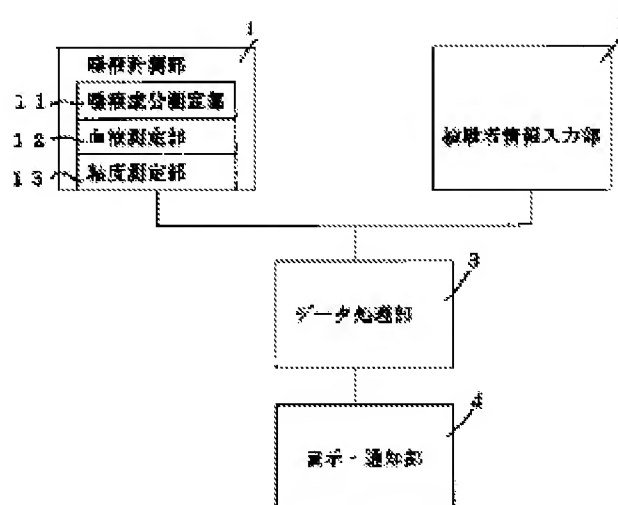 1
唾液計測部
11
唾液成分測定部
12
血液測定部
13
粘度測定部
被験者情報入力部
3
データ処理部
4
表示・通知部